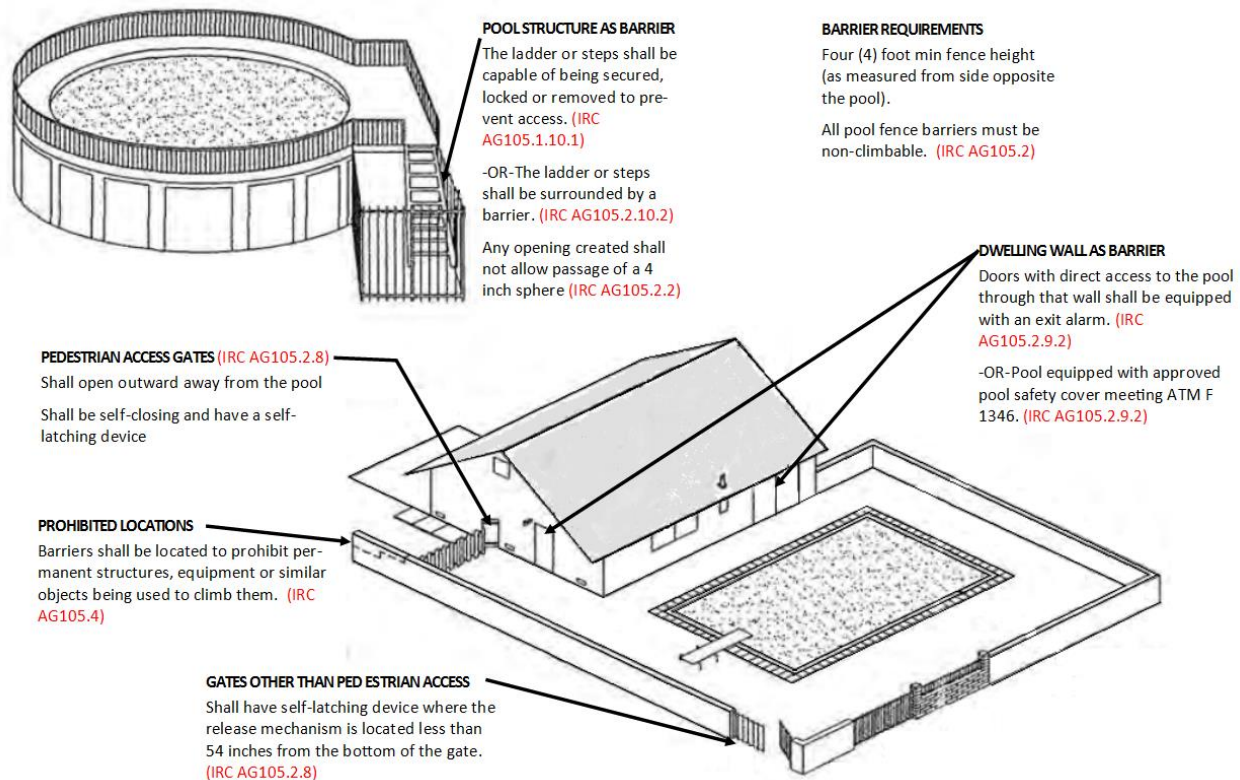 POOL STRUCTURE AS BARRIER
The ladder or steps shall be
capable of being secured,
locked or removed to pre-
vent access. (IRC
AG105.1.10.1)
-OR-The ladder or steps
shall be surrounded by a
barrier. (IRC AG105.2.10.2)
Any opening created shall
not allow passage of a 4
inch sphere (IRC AG105.2.2)
BARRIER REQUIREMENTS
Four (4) foot min fence height
(as measured from side opposite
the pool).
All pool fence barriers must be
non-climbable. (IRC AG105.2)
DWELLING WALL AS BARRIER
Doors with direct access to the pool
through that wall shall be equipped
with an exit alarm. (IRC
AG105.2.9.2)
-OR-Pool equipped with approved
pool safety cover meeting ATM F
1346. (IRC AG105.2.9.2)
PEDESTRIAN ACCESS GATES (IRC AG105.2.8)
Shall open outward away from the pool
Shall be self-closing and have a self-
latching device
PROHIBITED LOCATIONS
Barriers shall be located to prohibit per-
manent structures, equipment or similar
objects being used to climb them. (IRC
AG105.4)
GATES OTHER THAN PED ESTRIAN ACCESS
Shall have self-latching device where the
release mechanism is located less than
54 inches from the bottom of the gate.
(IRC AG105.2.8)